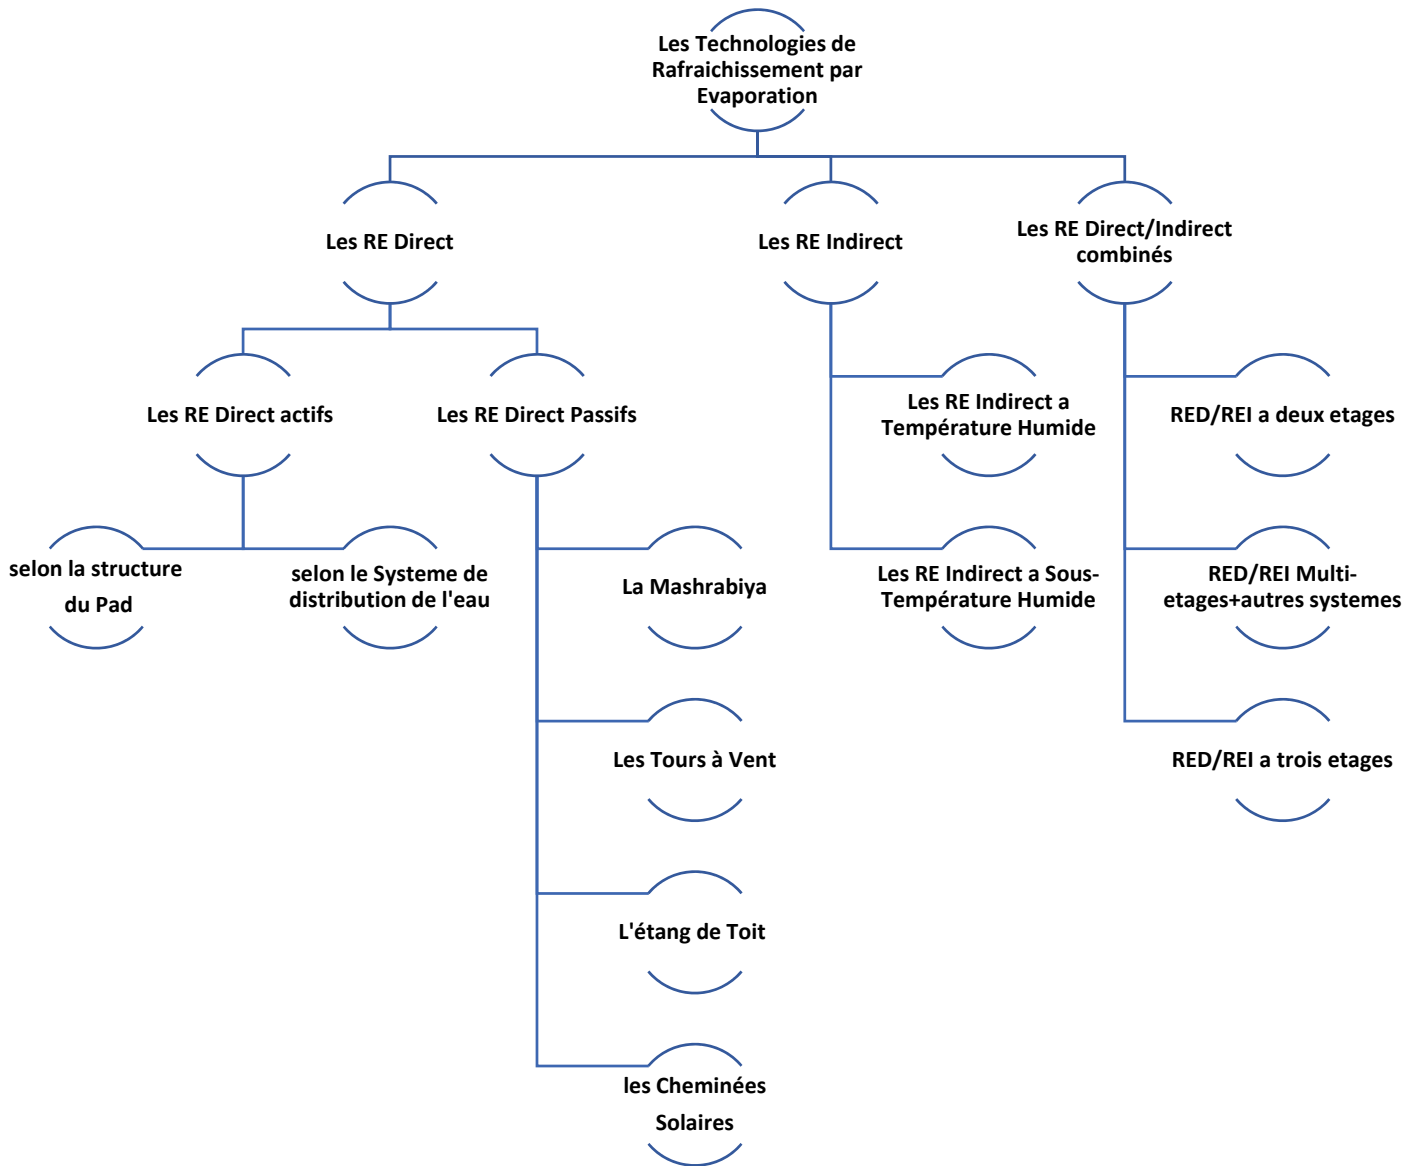 Les Technologies de
Rafraichissement par
Evaporation
Les RE Direct
Les RE Indirect
Les RE Direct/Indirect
combinés
Les RE Direct actifs
Les RE Direct Passifs
Les RE Indirect a
Température Humide
RED/REI a deux etages
selon la structure
du Pad
selon le Systeme de
distribution de l'eau
La Mashrabiya
Les RE Indirect a Sous-
Température Humide
RED/REI Multi-
etages+autres systemes
Les Tours à Vent
RED/REI a trois etages
L'étang de Toit
les Cheminées
Solaires